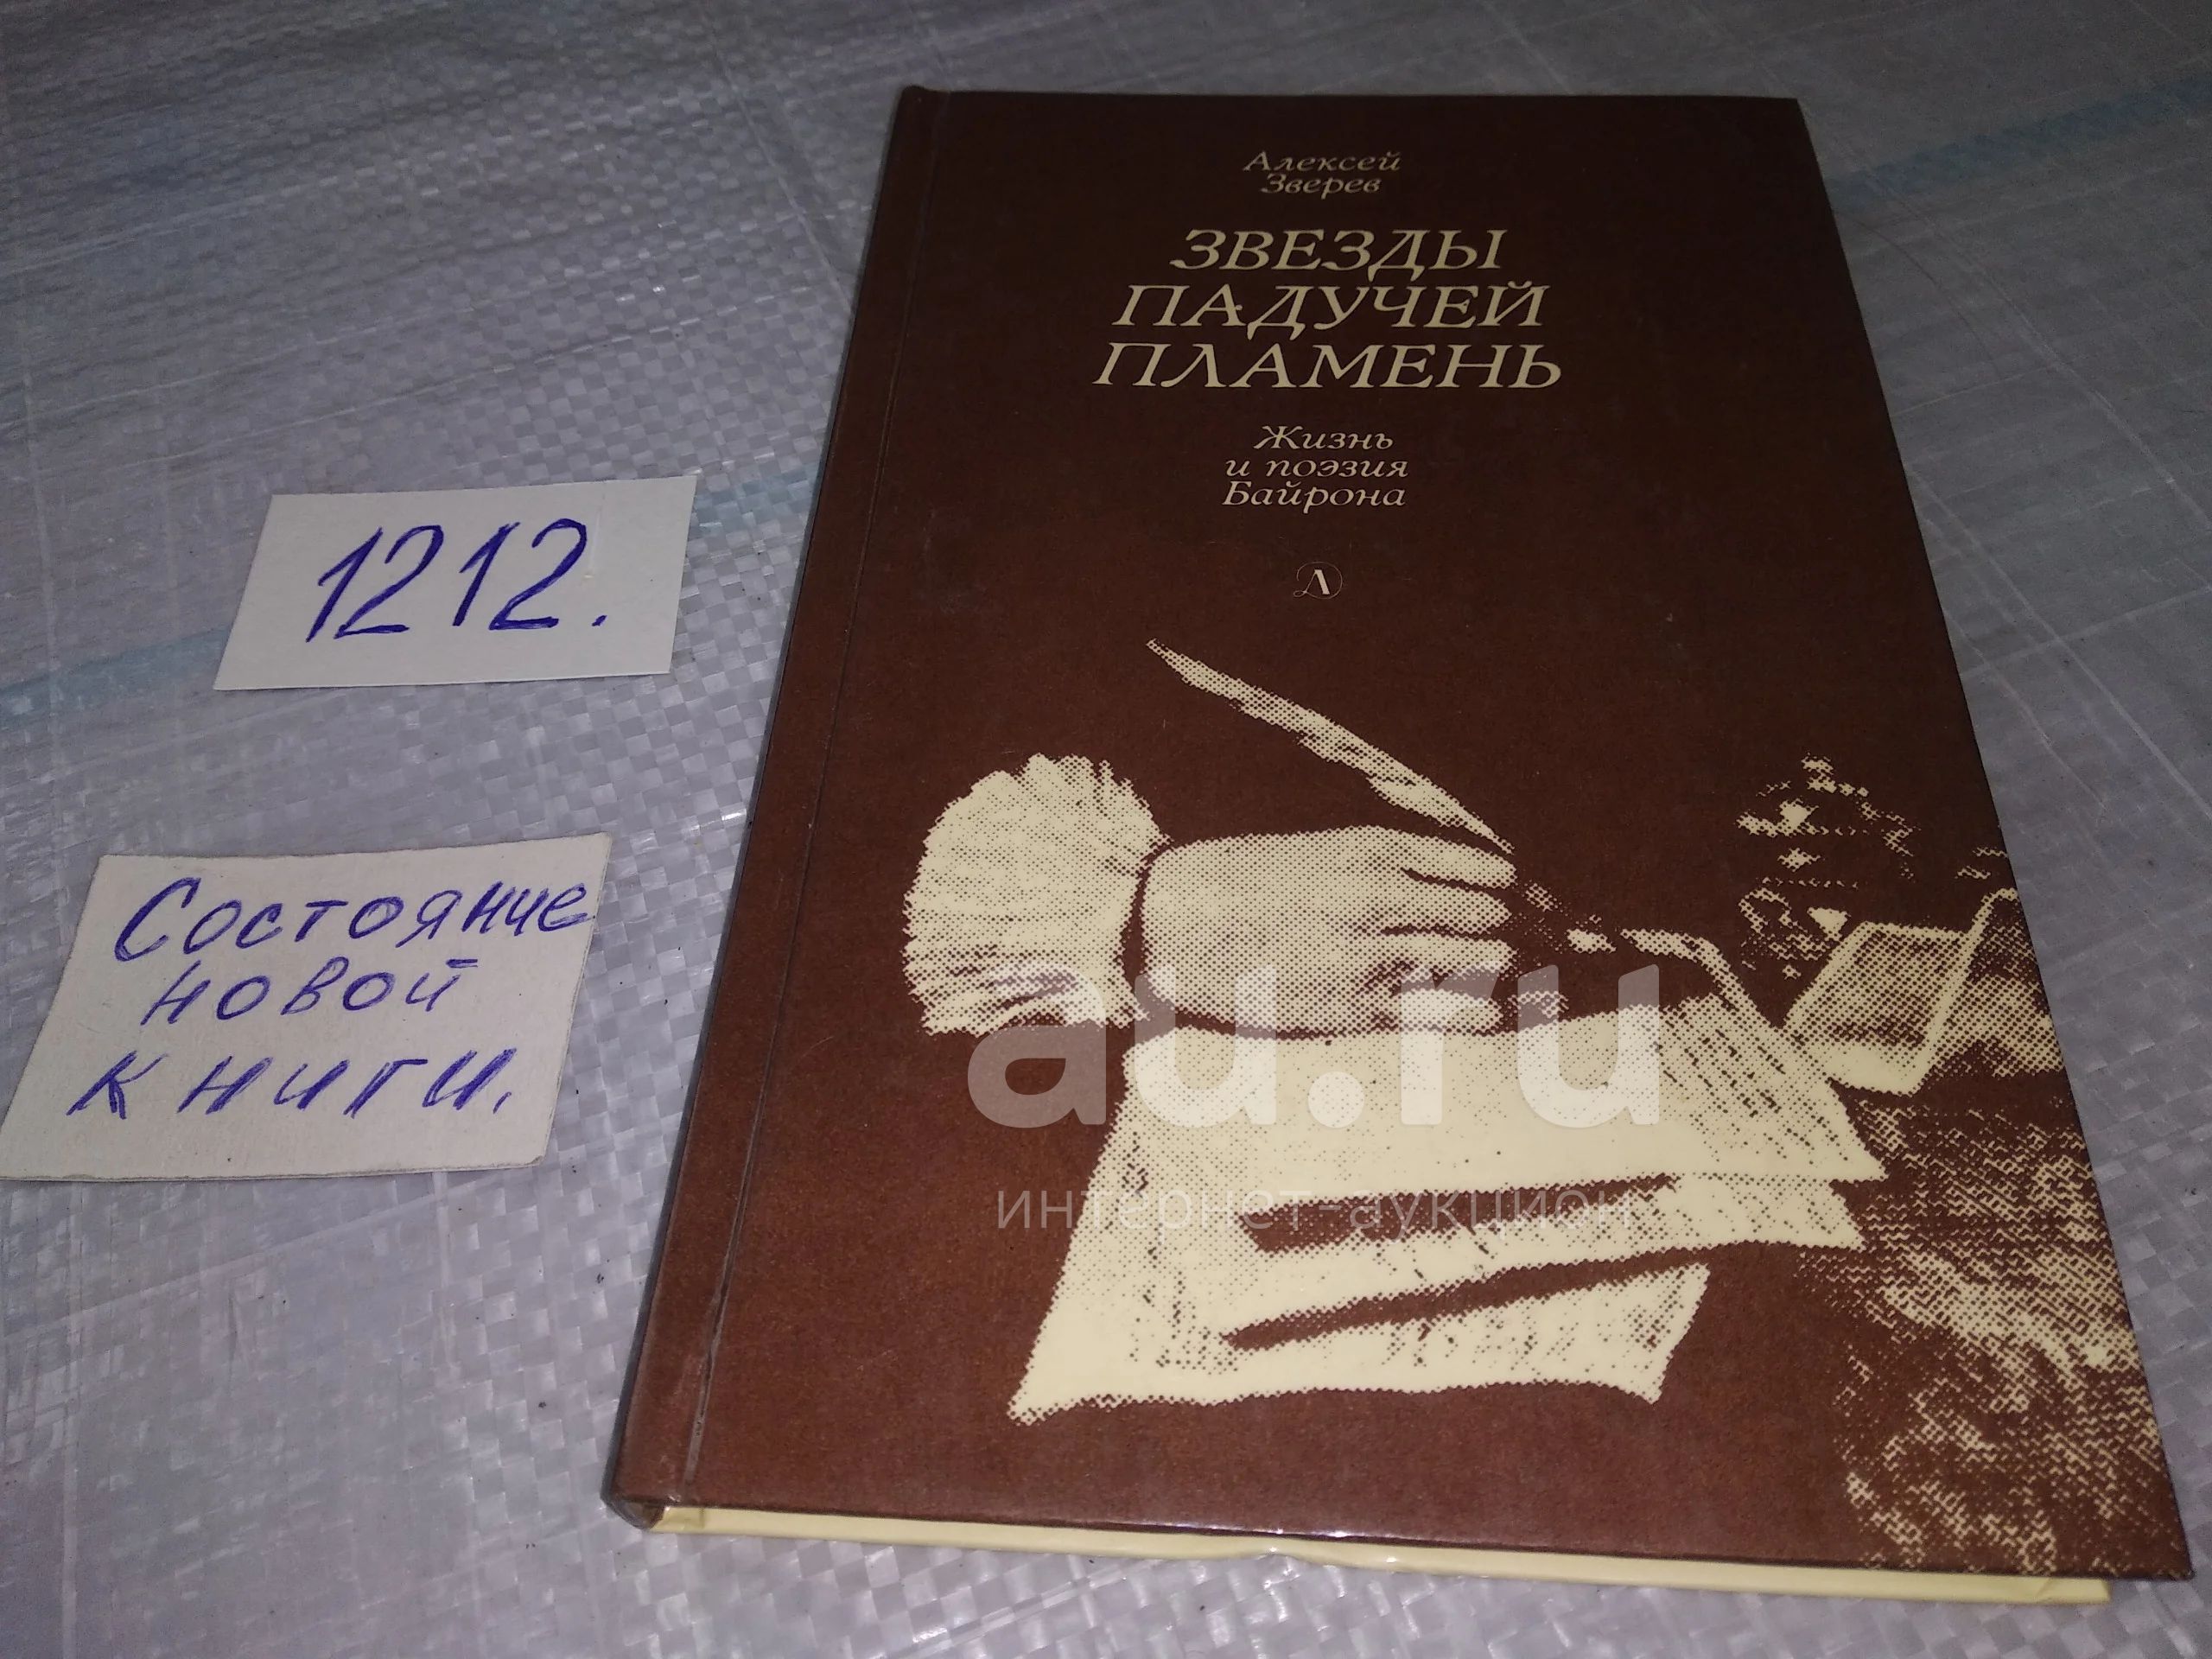 Алексей
Зверев
ЗВЕЗДЫ
ПАДУЧЕЙ
ПЛАМЕНЬ
Жизнь
и поэзия
Байрона
Д
1212.
Состояние
новой
книги.
au.ru
интернет-аукцион